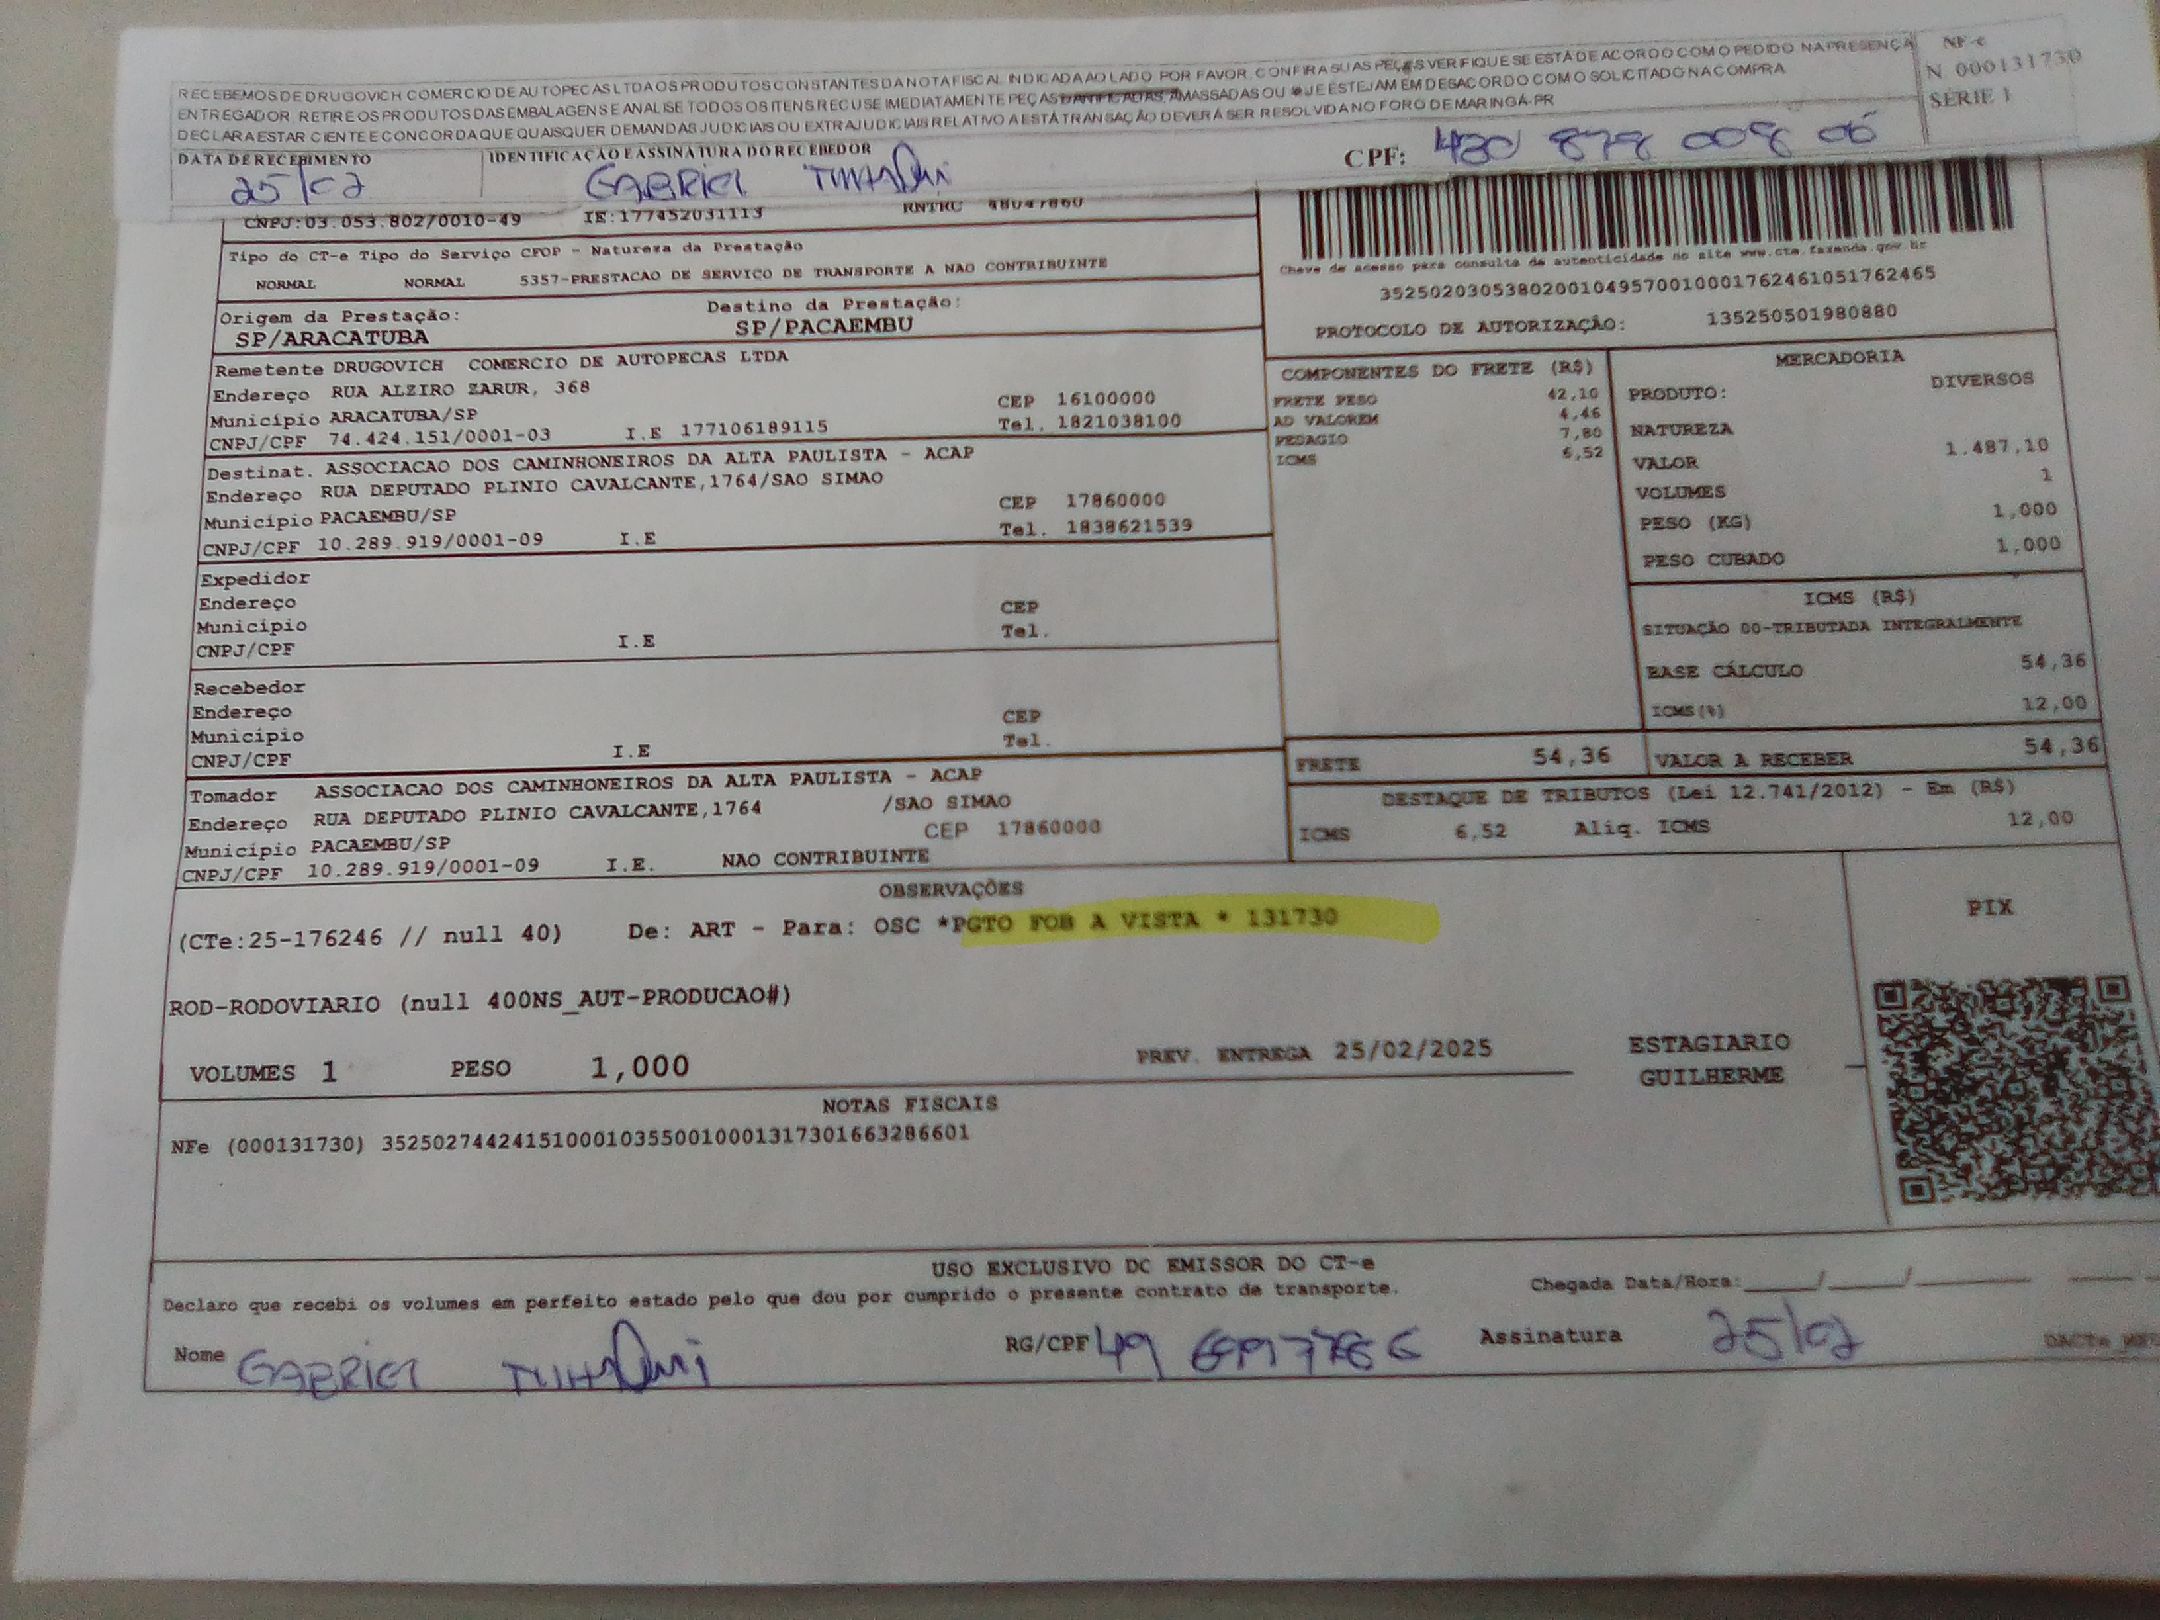 RECEBEMOS DE DRUGOVICH COMERCIO DE AUTOPECAS LTDA OS PRODUTOS CONSTANTES DA NOTA FISCAL INDICADA AO LADO. POR FAVOR, CONFIRA SUAS PEÇAS VERIFIQUE SE ESTÁ DE ACORDO COM O PEDIDO NA PRESENÇA
ENTREGADOR. RETIRE OS PRODUTOS DAS EMBALAGENS E ANALISE TODOS OS ITENS RECUSE IMEDIATAMENTE PEÇAS DANIFICADAS, AMASSADAS OU QUE ESTEJAM EM DESACORDO COM O SOLICITADO NA COMPRA
DECLARA ESTAR CIENTE E CONCORDA QUE QUAISQUER DEMANDAS JUDICIAIS OU EXTRAJUDICIAIS RELATIVO A ESTÁ TRANSAÇÃO DEVERÁ SER RESOLVIDA NO FORO DE MARINGÁ-PR
NF-e
N. 000131730
SÉRIE 1
DATA DE RECEBIMENTO IDENTIFICAÇÃO E ASSINATURA DO RECEBEDOR CPF: 480 878 008 06
25/02 GABRIEL
CNPJ:03.053.802/0010-49 IE:177452031113 RNTRC 48047860
Tipo do CT-e Tipo do Serviço CFOP - Natureza da Prestação
NORMAL NORMAL 5357-PRESTACAO DE SERVIÇO DE TRANSPORTE A NAO CONTRIBUINTE
Origem da Prestação: Destino da Prestação:
SP/ARACATUBA SP/PACAEMBU
Chave de acesso para consulta de autenticidade no site www.cte.fazenda.gov.br
35250203053802001049570010001762461051762465
PROTOCOLO DE AUTORIZAÇÃO: 135250501980880
Remetente DRUGOVICH COMERCIO DE AUTOPECAS LTDA
Endereço RUA ALZIRO ZARUR, 368
Município ARACATUBA/SP CEP 16100000
CNPJ/CPF 74.424.151/0001-03 I.E 177106189115 Tel. 1821038100
Destinat. ASSOCIACAO DOS CAMINHONEIROS DA ALTA PAULISTA - ACAP
Endereço RUA DEPUTADO PLINIO CAVALCANTE,1764/SAO SIMAO
Município PACAEMBU/SP CEP 17860000
CNPJ/CPF 10.289.919/0001-09 I.E Tel. 1838621539
Expedidor
Endereço
Município CEP
CNPJ/CPF I.E Tel.
Recebedor
Endereço
Município CEP
CNPJ/CPF I.E Tel.
Tomador ASSOCIACAO DOS CAMINHONEIROS DA ALTA PAULISTA - ACAP
Endereço RUA DEPUTADO PLINIO CAVALCANTE,1764 /SAO SIMAO
Município PACAEMBU/SP CEP 17860000
CNPJ/CPF 10.289.919/0001-09 I.E. NAO CONTRIBUINTE
COMPONENTES DO FRETE (R$)
FRETE PESO 42,10
AD VALOREM 4,46
PEDAGIO 7,80
ICMS 6,52
MERCADORIA
PRODUTO: DIVERSOS
NATUREZA
VALOR 1.487,10
VOLUMES 1
PESO (KG) 1,000
PESO CUBADO 1,000
ICMS (R$)
SITUAÇÃO 00-TRIBUTADA INTEGRALMENTE
BASE CÁLCULO 54,36
ICMS(%) 12,00
FRETE 54,36 VALOR A RECEBER 54,36
DESTAQUE DE TRIBUTOS (Lei 12.741/2012) - Em (R$)
ICMS 6,52 Aliq. ICMS 12,00
OBSERVAÇÕES
(CTe:25-176246 // null 40) De: ART - Para: OSC *PGTO FOB A VISTA * 131730
PIX
ROD-RODOVIARIO (null 400NS_AUT-PRODUCAO#)
VOLUMES 1 PESO 1,000 PREV. ENTREGA 25/02/2025
ESTAGIARIO
GUILHERME
NOTAS FISCAIS
NFe (000131730) 35250274424151000103550010001317301663286601
USO EXCLUSIVO DO EMISSOR DO CT-e
Declaro que recebi os volumes em perfeito estado pelo que dou por cumprido o presente contrato de transporte. Chegada Data/Hora:
Nome GABRIEL RG/CPF Assinatura 25/02